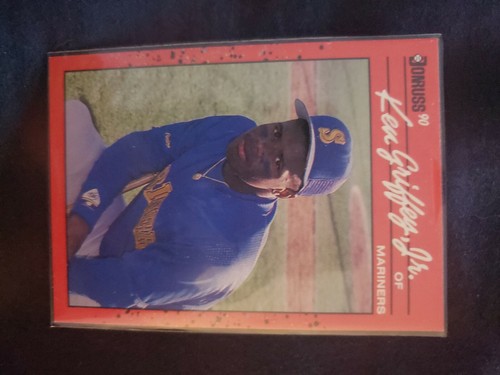 DONRUSS 90
Ken Griffey, Jr.
OF
MARINERS
S